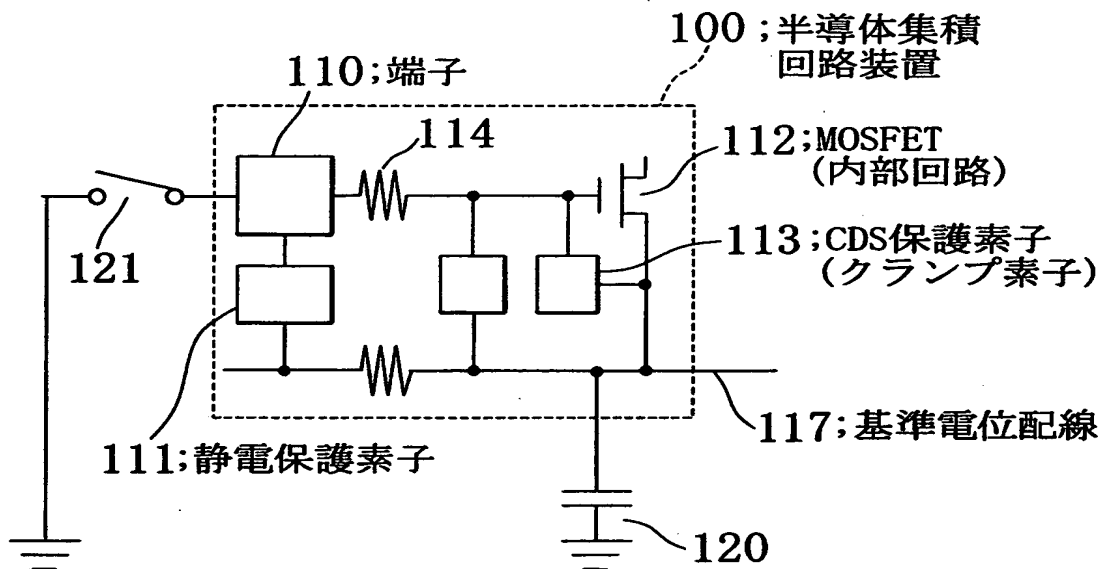 100;半導体集積
回路装置
110;端子
114
112;MOSFET
(内部回路)
113;CDS保護素子
(クランプ素子)
121
117;基準電位配線
111;静電保護素子
120